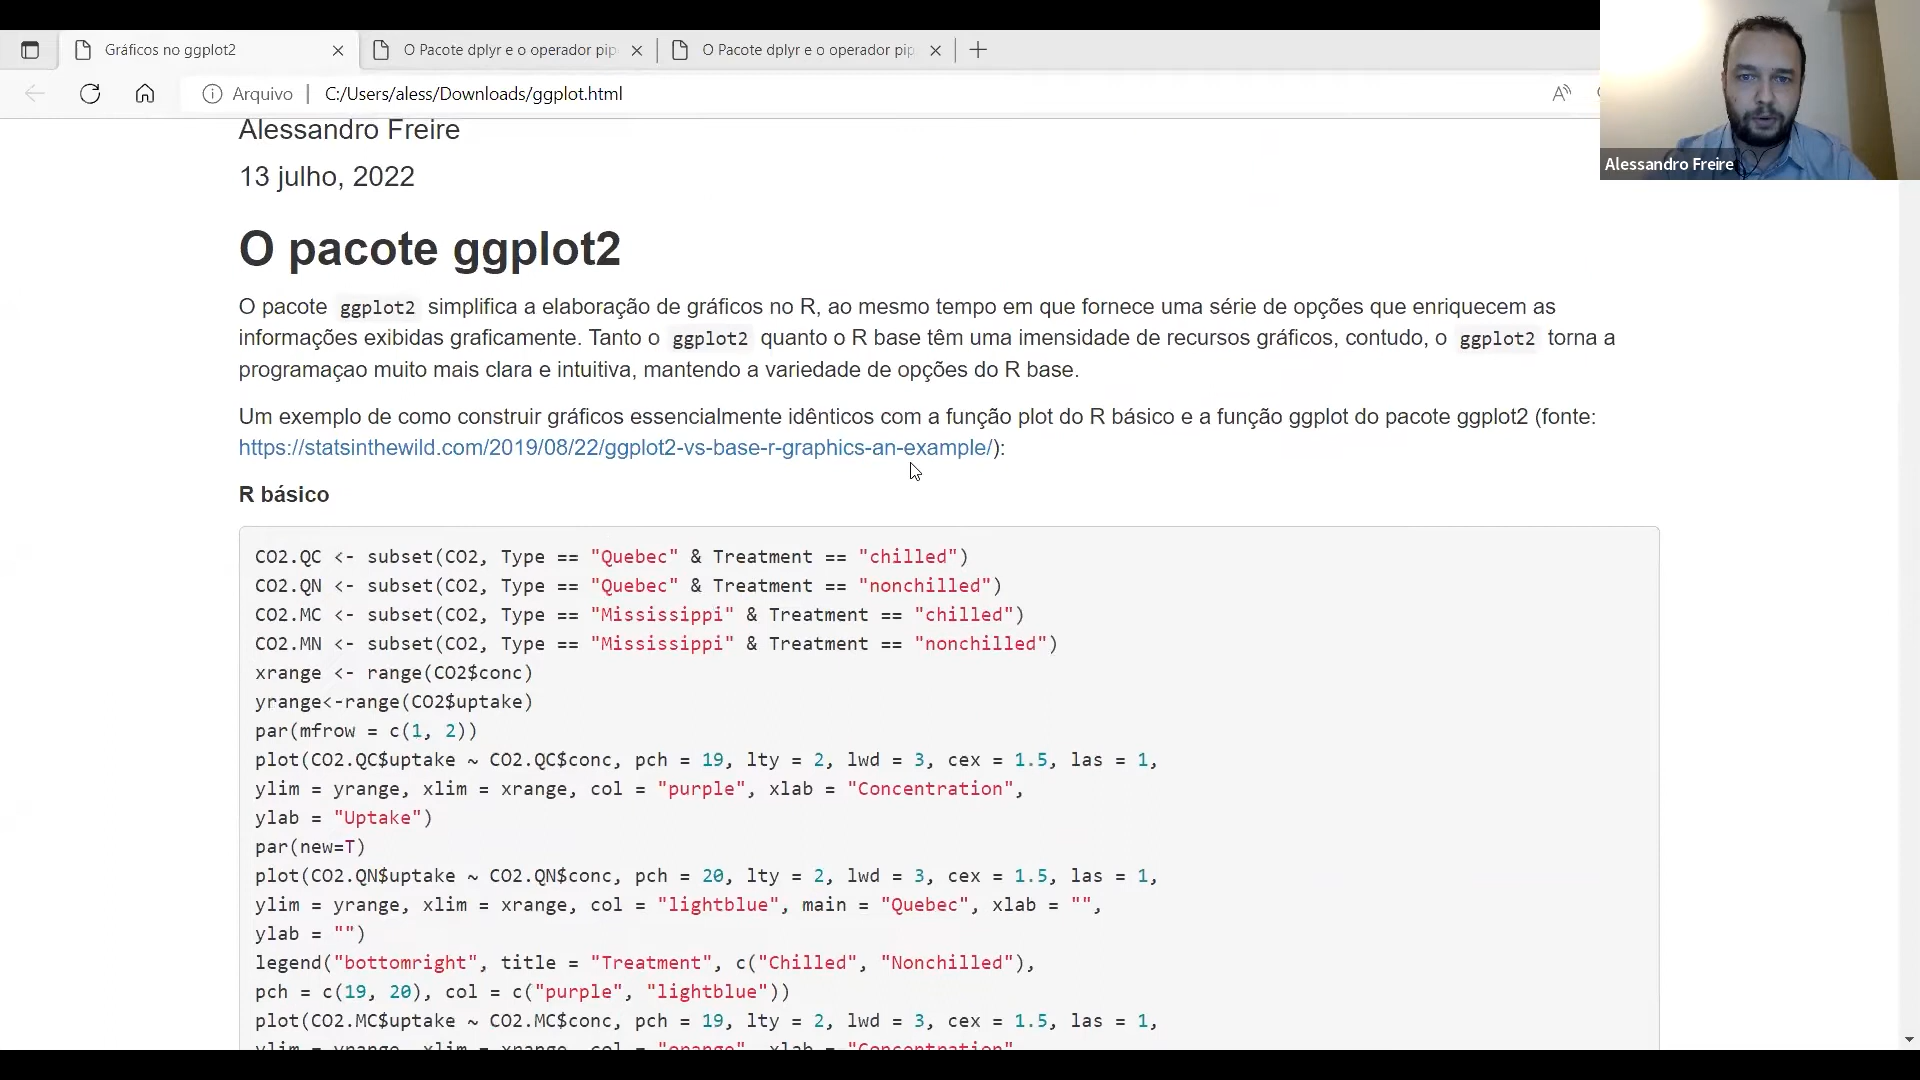 Gráficos no ggplot2
O Pacote dplyr e o operador pip
O Pacote dplyr e o operador pip
Arquivo
C:/Users/aless/Downloads/ggplot.html
Alessandro Freire
Alessandro Freire
13 julho, 2022
O pacote ggplot2
O pacote ggplot2 simplifica a elaboração de gráficos no R, ao mesmo tempo em que fornece uma série de opções que enriquecem as
informações exibidas graficamente. Tanto o ggplot2 quanto o R base têm uma imensidade de recursos gráficos, contudo, o ggplot2 torna a
programaçao muito mais clara e intuitiva, mantendo a variedade de opções do R base.
Um exemplo de como construir gráficos essencialmente idênticos com a função plot do R básico e a função ggplot do pacote ggplot2 (fonte:
https://statsinthewild.com/2019/08/22/ggplot2-vs-base-r-graphics-an-example/):
R básico
CO2.QC <- subset(CO2, Type == "Quebec" & Treatment == "chilled")
CO2.QN <- subset(CO2, Type == "Quebec" & Treatment == "nonchilled")
CO2.MC <- subset(CO2, Type == "Mississippi" & Treatment == "chilled")
CO2.MN <- subset(CO2, Type == "Mississippi" & Treatment == "nonchilled")
xrange <- range(CO2$conc)
yrange<-range(CO2$uptake)
par(mfrow = c(1, 2))
plot(CO2.QC$uptake ~ CO2.QC$conc, pch = 19, lty = 2, lwd = 3, cex = 1.5, las = 1,
ylim = yrange, xlim = xrange, col = "purple", xlab = "Concentration",
ylab = "Uptake")
par(new=T)
plot(CO2.QN$uptake ~ CO2.QN$conc, pch = 20, lty = 2, lwd = 3, cex = 1.5, las = 1,
ylim = yrange, xlim = xrange, col = "lightblue", main = "Quebec", xlab = "",
ylab = "")
legend("bottomright", title = "Treatment", c("Chilled", "Nonchilled"),
pch = c(19, 20), col = c("purple", "lightblue"))
plot(CO2.MC$uptake ~ CO2.MC$conc, pch = 19, lty = 2, lwd = 3, cex = 1.5, las = 1,
ylim = yrange, xlim = xrange, col = "orange", xlab = "Concentration",